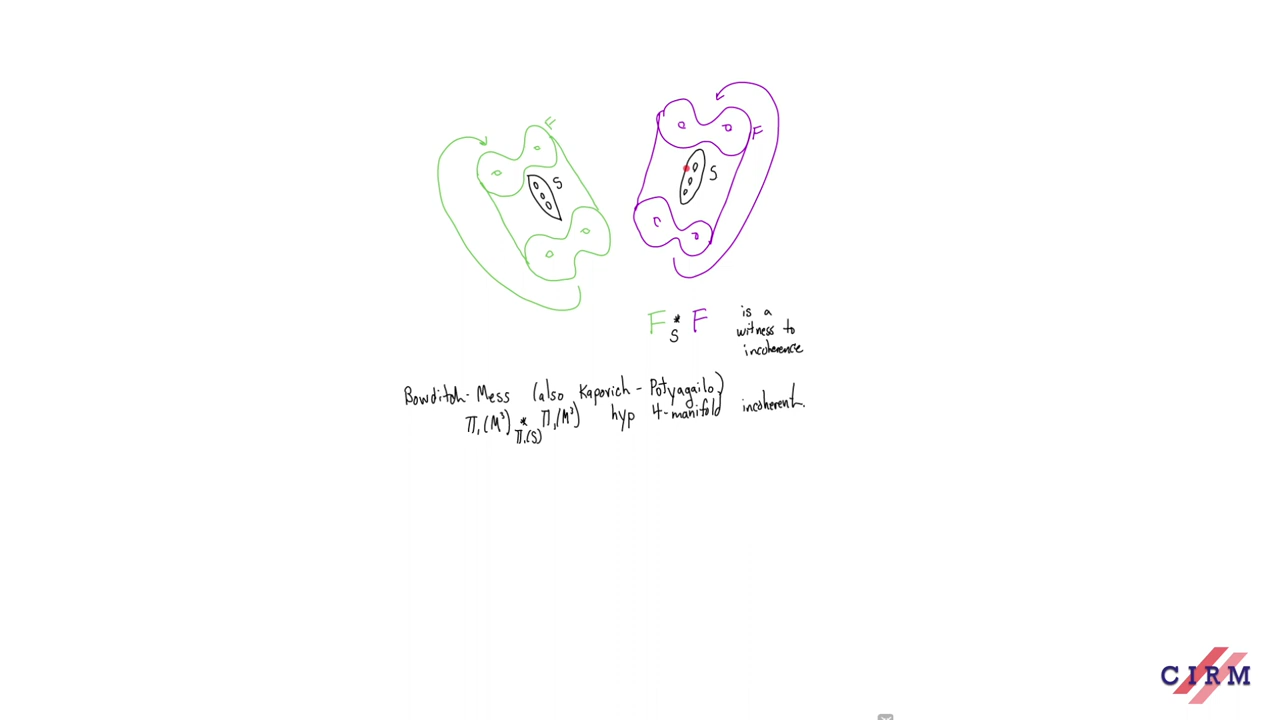 F
F
S
S
F * F is a
S witness to
incoherence
Bowditch-Mess (also Kapovich-Potyagailo)
π₁(M³) * π₁(M³) hyp 4-manifold incoherent.
π₁(S)
CIRM